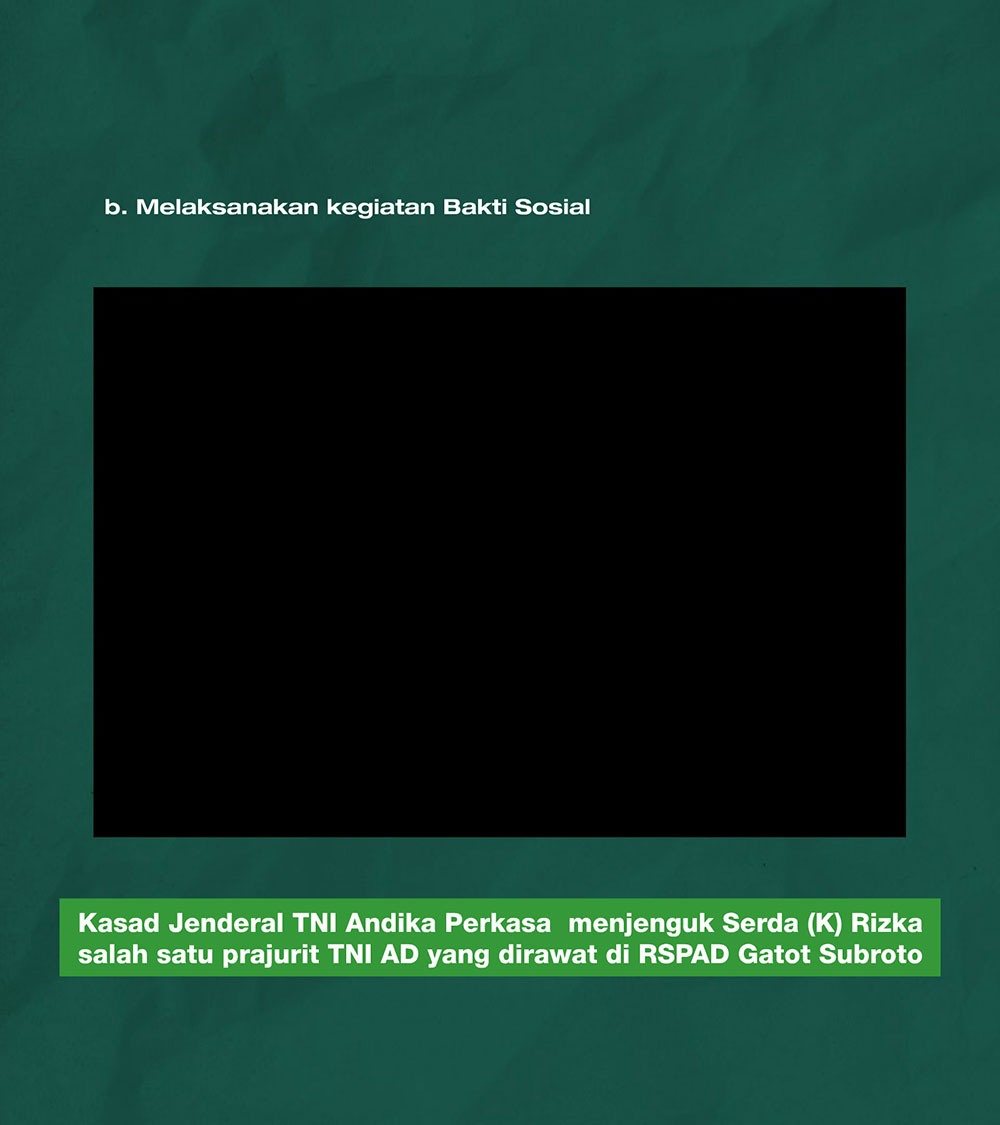 b. Melaksanakan kegiatan Bakti Sosial
Kasad Jenderal TNI Andika Perkasa  menjenguk Serda (K) Rizka
salah satu prajurit TNI AD yang dirawat di RSPAD Gatot Subroto